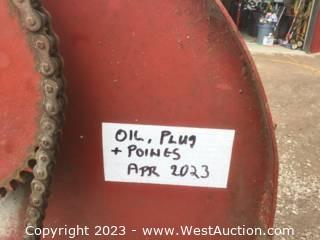 OIL, PLUG
+ POINES
APR 2023
Copyright © 2023 - www.WestAuction.com